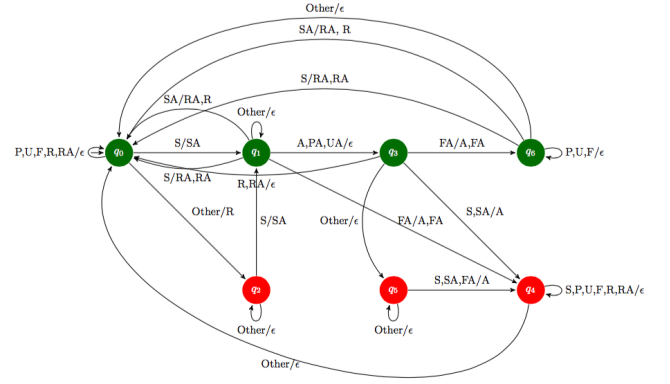 Other/ϵ
SA/RA, R
S/RA,RA
SA/RA,R
Other/ϵ
P,U,F,R,RA/ϵ
q0
S/SA
q1
A,PA,UA/ϵ
q3
FA/A,FA
q6
P,U,F/ϵ
S/RA,RA
R,RA/ϵ
Other/R
S/SA
Other/ϵ
FA/A,FA
S,SA/A
q2
q5
S,SA,FA/A
q4
S,P,U,F,R,RA/ϵ
Other/ϵ
Other/ϵ
Other/ϵ